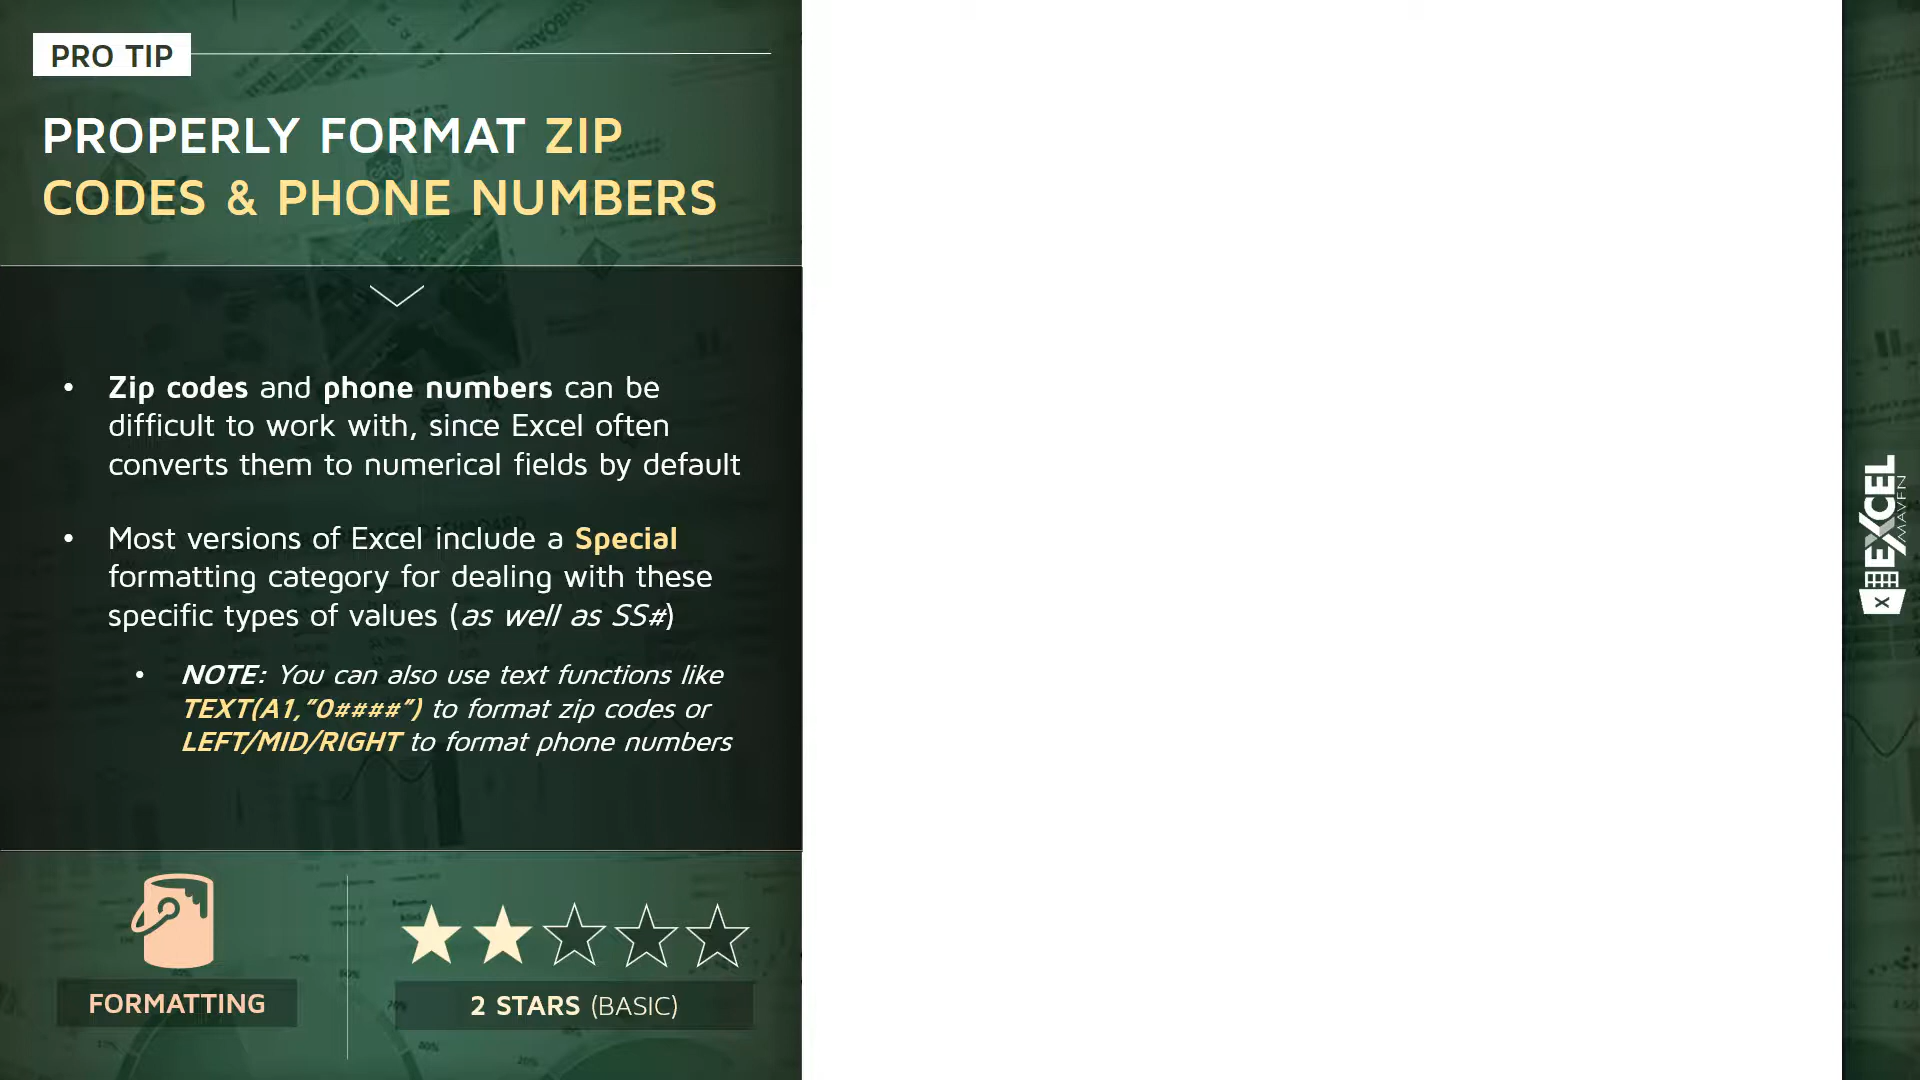 PRO TIP
PROPERLY FORMAT ZIP
CODES & PHONE NUMBERS
• Zip codes and phone numbers can be
difficult to work with, since Excel often
converts them to numerical fields by default
• Most versions of Excel include a Special
formatting category for dealing with these
specific types of values (as well as SS#)
• NOTE: You can also use text functions like
TEXT(A1,"0####") to format zip codes or
LEFT/MID/RIGHT to format phone numbers
FORMATTING
2 STARS (BASIC)
X EXCEL
MAVEN